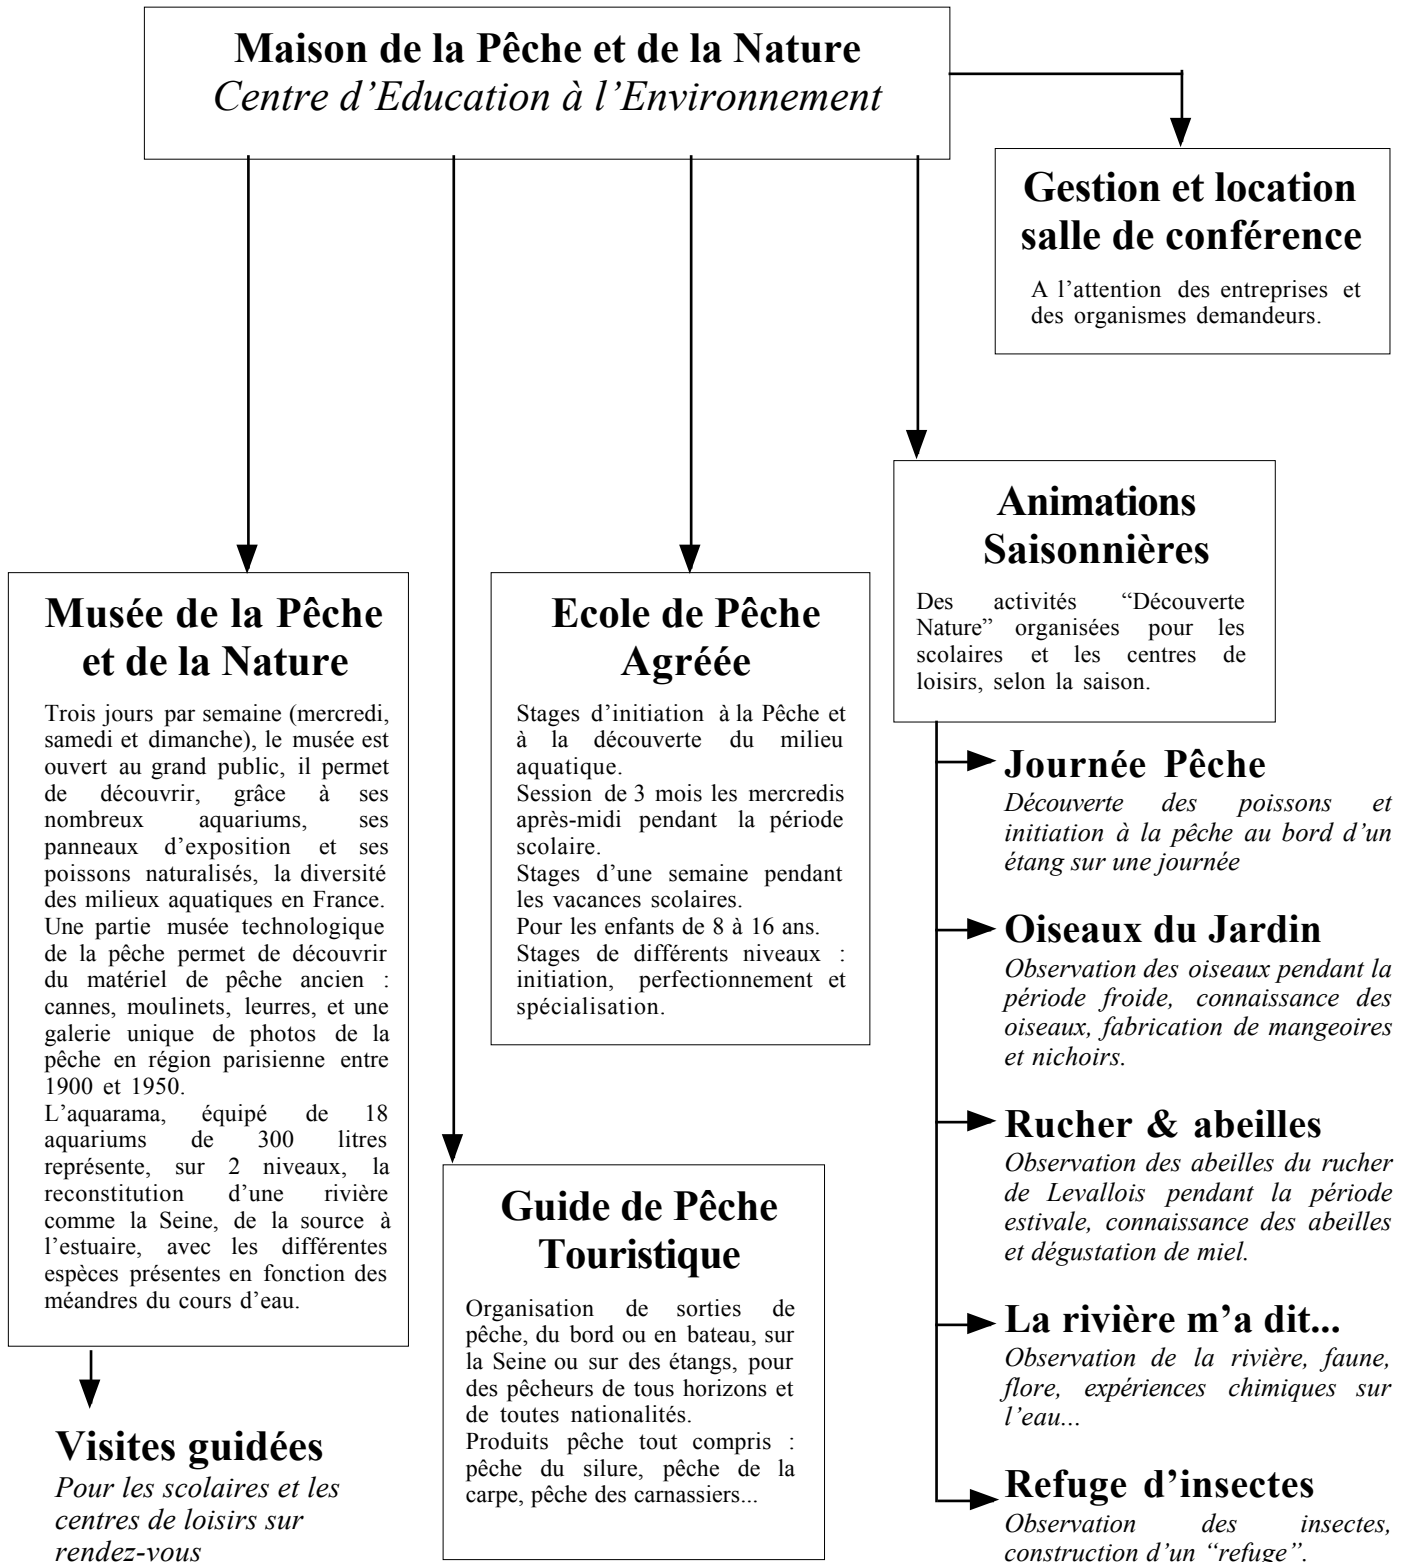 Maison de la Pêche et de la Nature
Centre d’Education à l’Environnement
Gestion et location
salle de conférence
A l’attention des entreprises et
des organismes demandeurs.
Animations
Saisonnières
Des activités “Découverte
Nature” organisées pour les
scolaires et les centres de
loisirs, selon la saison.
Musée de la Pêche
et de la Nature
Trois jours par semaine (mercredi,
samedi et dimanche), le musée est
ouvert au grand public, il permet
de découvrir, grâce à ses
nombreux aquariums, ses
panneaux d’exposition et ses
poissons naturalisés, la diversité
des milieux aquatiques en France.
Une partie musée technologique
de la pêche permet de découvrir
du matériel de pêche ancien :
cannes, moulinets, leurres, et une
galerie unique de photos de la
pêche en région parisienne entre
1900 et 1950.
L’aquarama, équipé de 18
aquariums de 300 litres
représente, sur 2 niveaux, la
reconstitution d’une rivière
comme la Seine, de la source à
l’estuaire, avec les différentes
espèces présentes en fonction des
méandres du cours d’eau.
Visites guidées
Pour les scolaires et les
centres de loisirs sur
rendez-vous
Ecole de Pêche
Agréée
Stages d’initiation à la Pêche et
à la découverte du milieu
aquatique.
Session de 3 mois les mercredis
après-midi pendant la période
scolaire.
Stages d’une semaine pendant
les vacances scolaires.
Pour les enfants de 8 à 16 ans.
Stages de différents niveaux :
initiation, perfectionnement et
spécialisation.
Guide de Pêche
Touristique
Organisation de sorties de
pêche, du bord ou en bateau, sur
la Seine ou sur des étangs, pour
des pêcheurs de tous horizons et
de toutes nationalités.
Produits pêche tout compris :
pêche du silure, pêche de la
carpe, pêche des carnassiers...
Journée Pêche
Découverte des poissons et
initiation à la pêche au bord d’un
étang sur une journée
Oiseaux du Jardin
Observation des oiseaux pendant la
période froide, connaissance des
oiseaux, fabrication de mangeoires
et nichoirs.
Rucher & abeilles
Observation des abeilles du rucher
de Levallois pendant la période
estivale, connaissance des abeilles
et dégustation de miel.
La rivière m’a dit...
Observation de la rivière, faune,
flore, expériences chimiques sur
l’eau...
Refuge d’insectes
Observation des insectes,
construction d’un “refuge”.